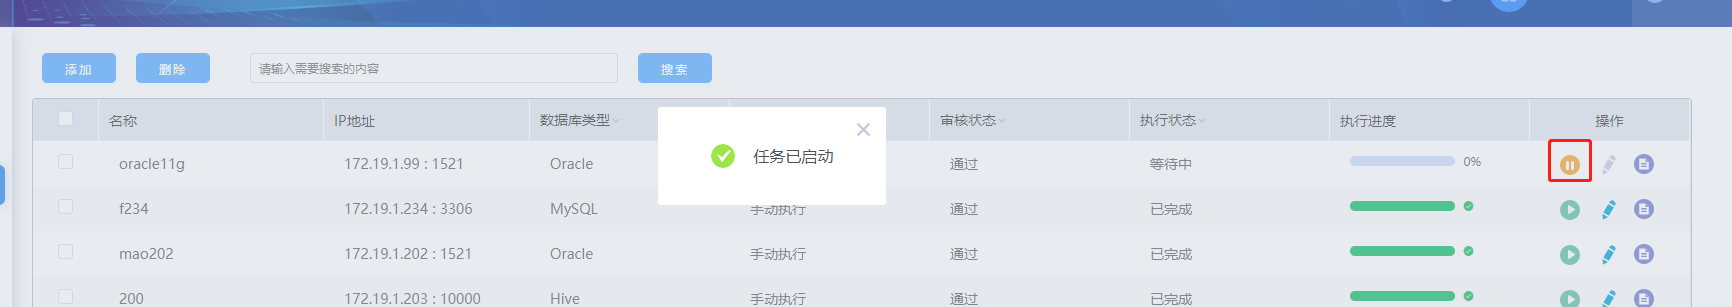 添加 删除 请输入需要搜索的内容 搜索
名称 IP地址 数据库类型 审核状态 执行状态 执行进度 操作
oracle11g 172.19.1.99 : 1521 Oracle 通过 等待中 0%
任务已启动
f234 172.19.1.234 : 3306 MySQL 手动执行 通过 已完成
mao202 172.19.1.202 : 1521 Oracle 手动执行 通过 已完成
200 172.19.1.203 : 10000 Hive 手动执行 通过 已完成